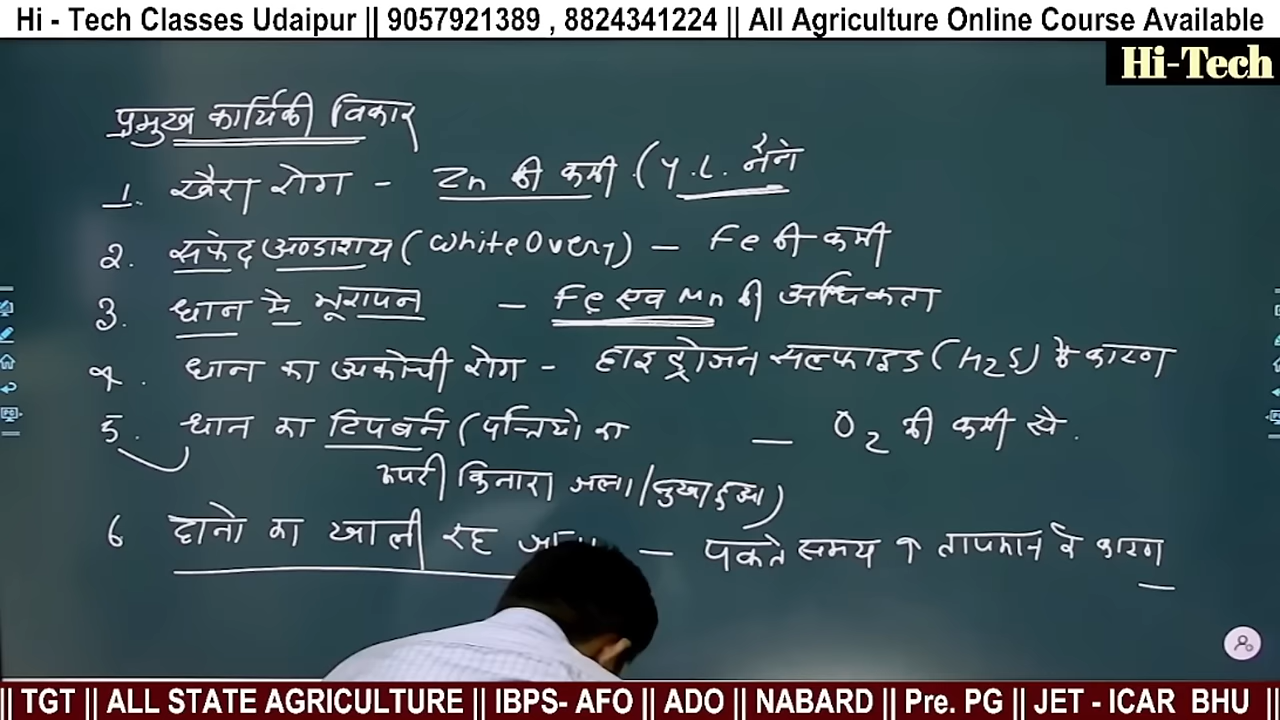 Hi - Tech Classes Udaipur || 9057921389 , 8824341224 || All Agriculture Online Course Available
Hi-Tech
प्रमुख कार्यिकी विकार
1. खैरा रोग - Zn की कमी (Y.L. नेने
2. सफेद अण्डाशय (White Overy) - Fe की कमी
3. धान मे भूरापन - Fe एव Mn की अधिकता
4. धान का अकोची रोग - हाइड्रोजन सल्फाइड (H2S) के कारण
5. धान का टिपबर्न (पत्तियो का - O2 की कमी से.
ऊपरी किनारा जला/सुखा हुआ)
6 दानो का खाली रह - पकते समय ↑ तापमान के कारण
|| TGT || ALL STATE AGRICULTURE || IBPS- AFO || ADO || NABARD || Pre. PG || JET - ICAR BHU ||